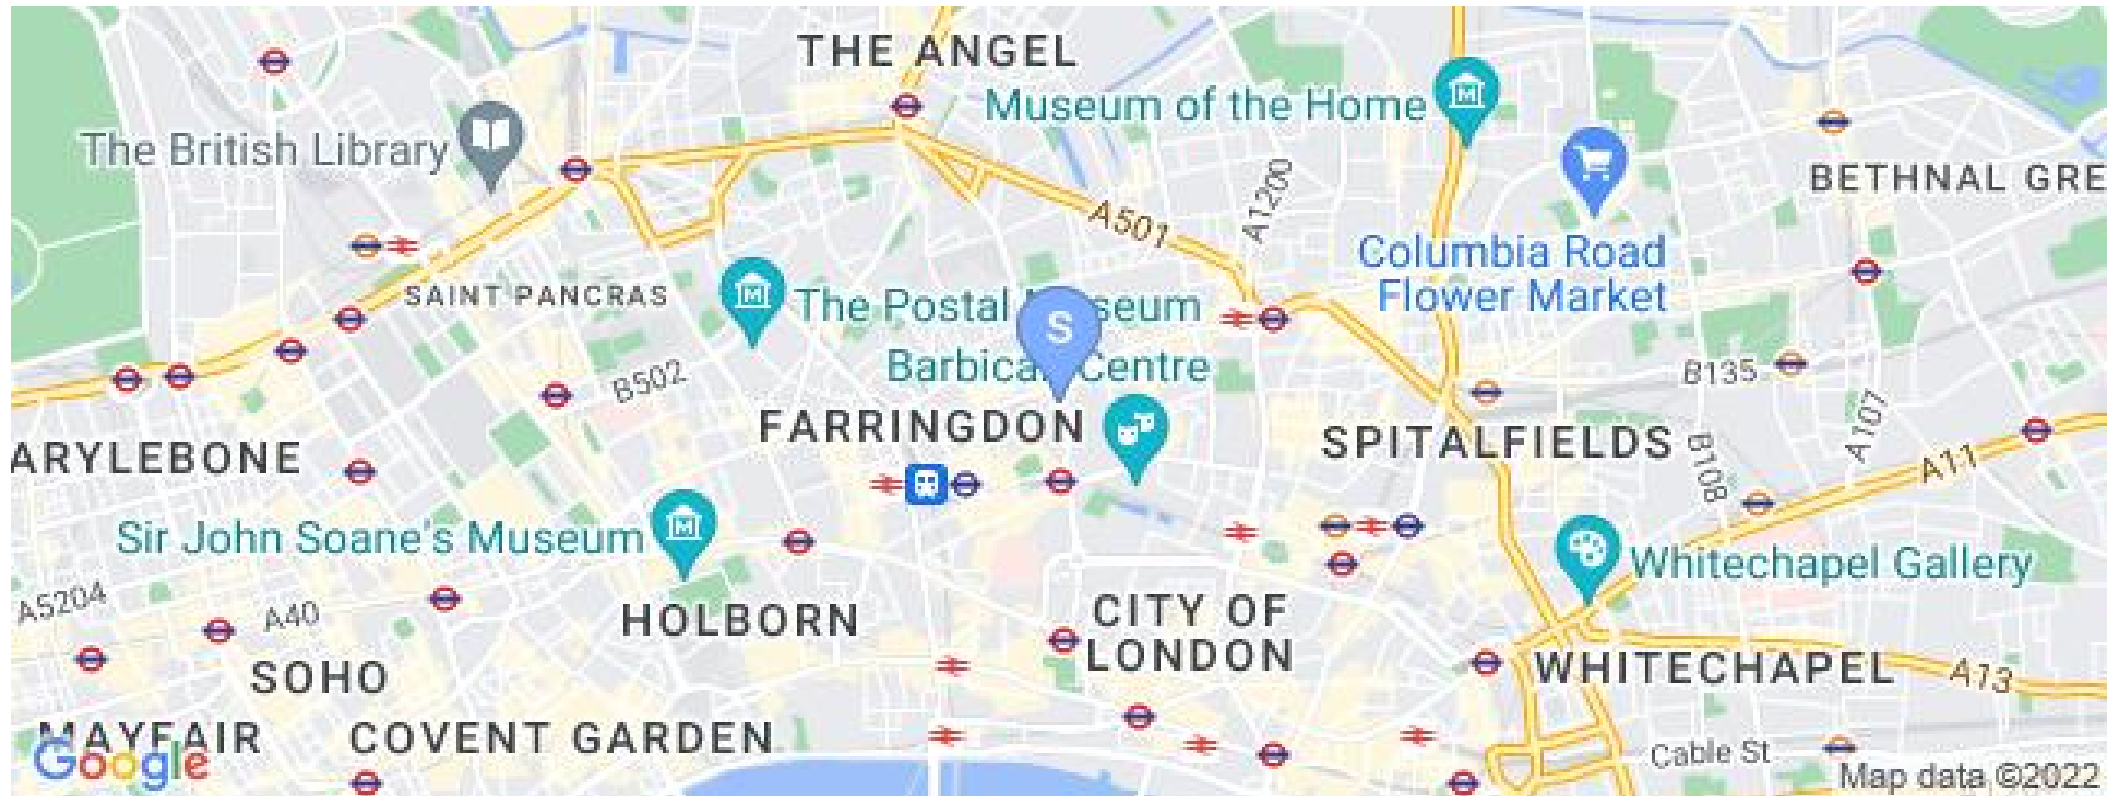 THE ANGEL
Museum of the Home
The British Library
BETHNAL GRE
A1200
A501
Columbia Road
Flower Market
SAINT PANCRAS
The Postal seum
S
Centre
B502
B135
FARRINGDON
SPITALFIELDS
A107
ARYLEBONE
B108
A11
Sir John Soane's Museum
Whitechapel Gallery
A5204
A40
HOLBORN
CITY OF
LONDON
SOHO
WHITECHAPEL
A13
MAYFAIR
COVENT GARDEN
Cable St
Google
Map data ©2022